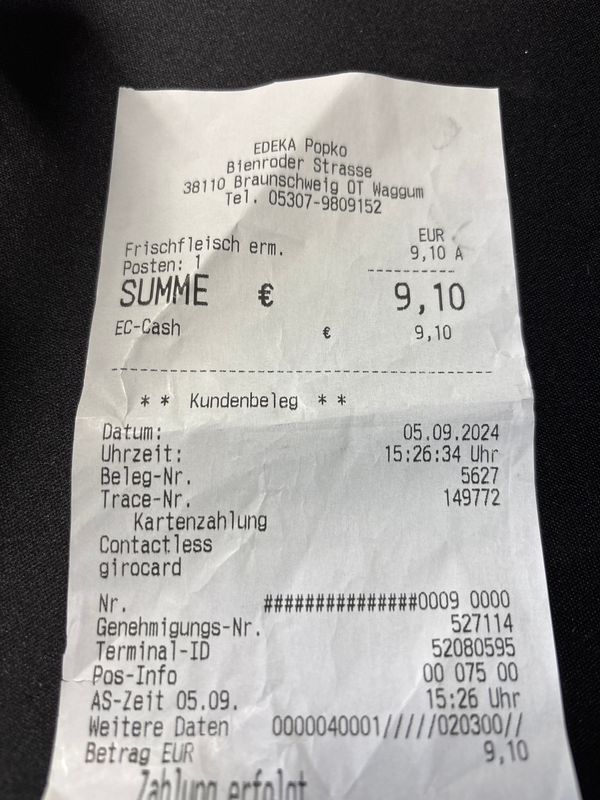 EDEKA Popko
Bienroder Strasse
38110 Braunschweig OT Waggum
Tel. 05307-9809152
EUR
Frischfleisch erm. 9,10 A
Posten: 1
SUMME € 9,10
EC-Cash € 9,10
* * Kundenbeleg * *
Datum: 05.09.2024
Uhrzeit: 15:26:34 Uhr
Beleg-Nr. 5627
Trace-Nr. 149772
Kartenzahlung
Contactless
girocard
Nr. ###############0009 0000
Genehmigungs-Nr. 527114
Terminal-ID 52080595
Pos-Info 00 075 00
AS-Zeit 05.09. 15:26 Uhr
Weitere Daten 0000040001/////020300//
Betrag EUR 9,10
Zahlung erfolgt